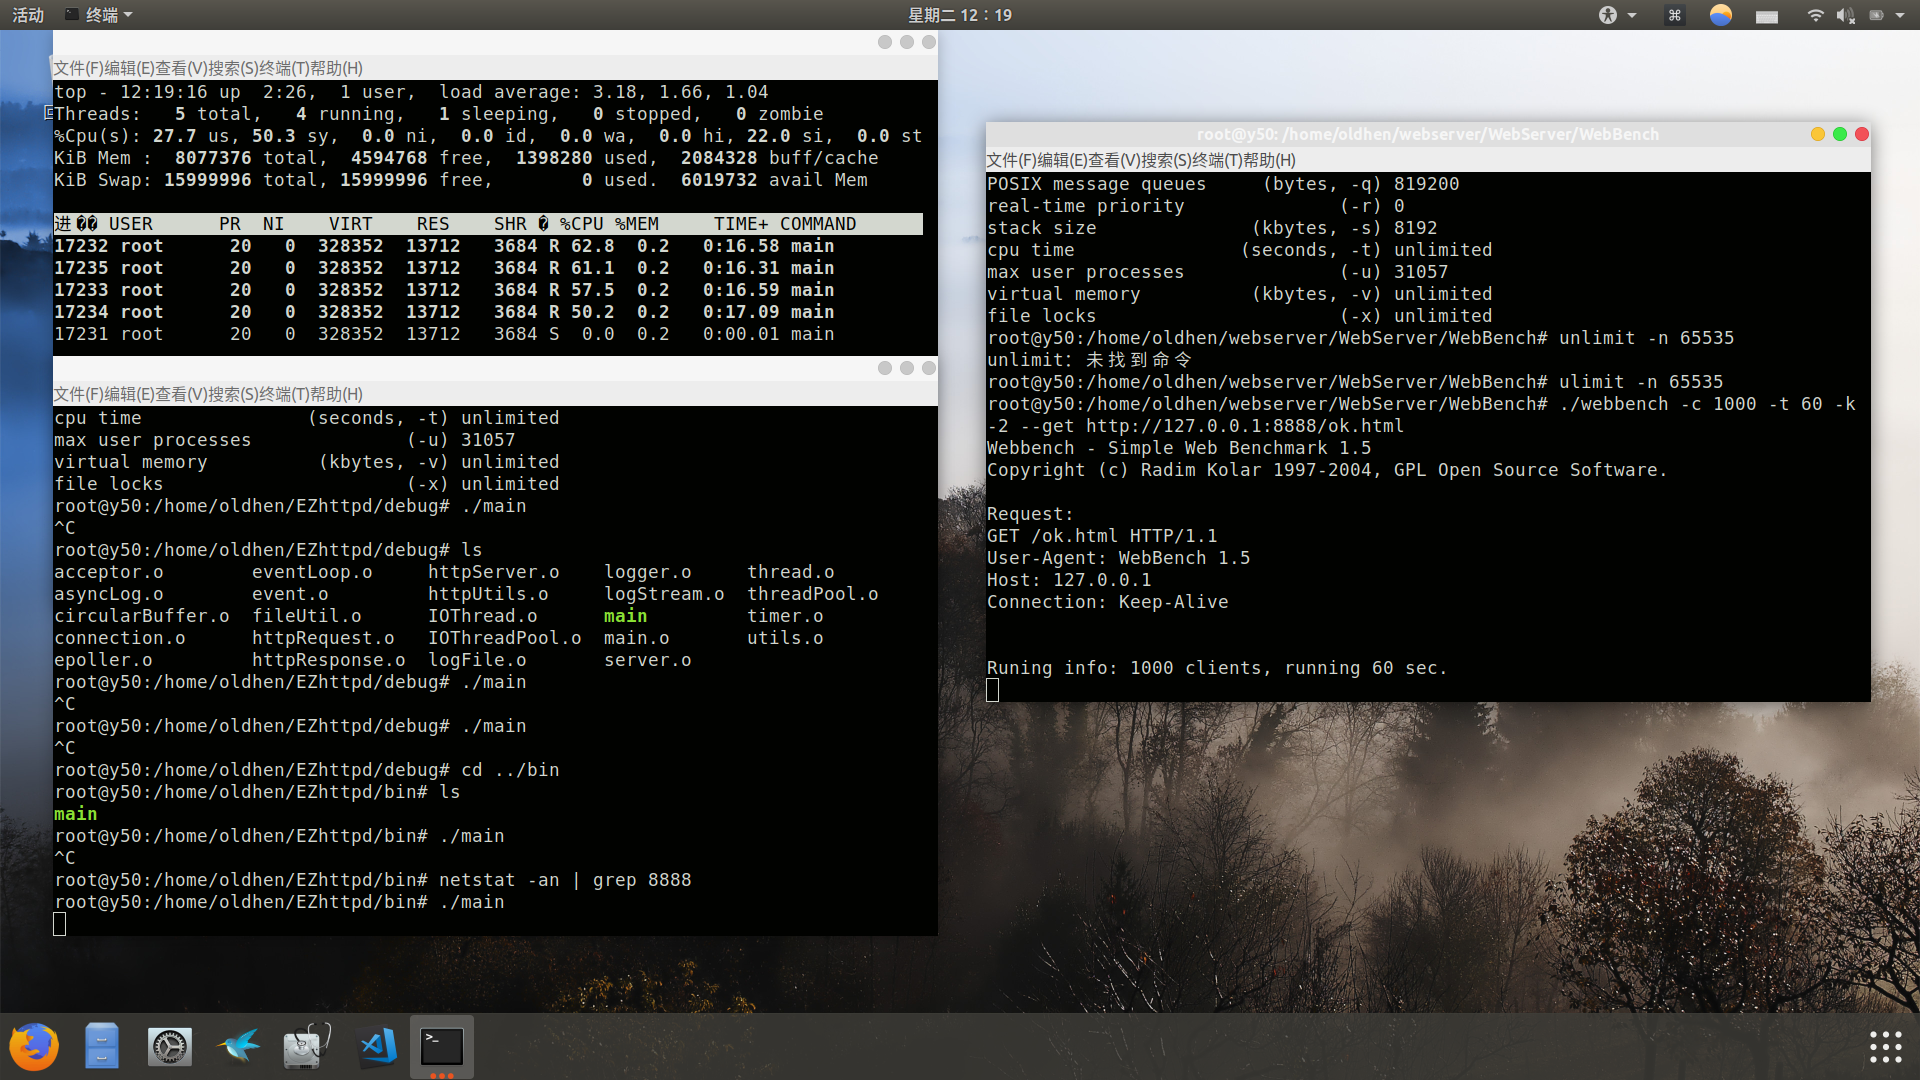 活动 终端 星期二 12：19
文件(F)编辑(E)查看(V)搜索(S)终端(T)帮助(H)
top - 12:19:16 up  2:26,  1 user,  load average: 3.18, 1.66, 1.04
Threads:   5 total,   4 running,   1 sleeping,   0 stopped,   0 zombie
%Cpu(s): 27.7 us, 50.3 sy,  0.0 ni,  0.0 id,  0.0 wa,  0.0 hi, 22.0 si,  0.0 st
KiB Mem :  8077376 total,  4594768 free,  1398280 used,  2084328 buff/cache
KiB Swap: 15999996 total, 15999996 free,        0 used.  6019732 avail Mem
进�� USER      PR  NI    VIRT    RES    SHR � %CPU %MEM     TIME+ COMMAND
17232 root      20   0  328352  13712   3684 R 62.8  0.2   0:16.58 main
17235 root      20   0  328352  13712   3684 R 61.1  0.2   0:16.31 main
17233 root      20   0  328352  13712   3684 R 57.5  0.2   0:16.59 main
17234 root      20   0  328352  13712   3684 R 50.2  0.2   0:17.09 main
17231 root      20   0  328352  13712   3684 S  0.0  0.2   0:00.01 main
文件(F)编辑(E)查看(V)搜索(S)终端(T)帮助(H)
cpu time               (seconds, -t) unlimited
max user processes              (-u) 31057
virtual memory          (kbytes, -v) unlimited
file locks                      (-x) unlimited
root@y50:/home/oldhen/EZhttpd/debug# ./main
^C
root@y50:/home/oldhen/EZhttpd/debug# ls
acceptor.o        eventLoop.o     httpServer.o    logger.o     thread.o
asyncLog.o        event.o         httpUtils.o     logStream.o  threadPool.o
circularBuffer.o  fileUtil.o      IOThread.o      main         timer.o
connection.o      httpRequest.o   IOThreadPool.o  main.o       utils.o
epoller.o         httpResponse.o  logFile.o       server.o
root@y50:/home/oldhen/EZhttpd/debug# ./main
^C
root@y50:/home/oldhen/EZhttpd/debug# ./main
^C
root@y50:/home/oldhen/EZhttpd/debug# cd ../bin
root@y50:/home/oldhen/EZhttpd/bin# ls
main
root@y50:/home/oldhen/EZhttpd/bin# ./main
^C
root@y50:/home/oldhen/EZhttpd/bin# netstat -an | grep 8888
root@y50:/home/oldhen/EZhttpd/bin# ./main
root@y50: /home/oldhen/webserver/WebServer/WebBench
文件(F)编辑(E)查看(V)搜索(S)终端(T)帮助(H)
POSIX message queues     (bytes, -q) 819200
real-time priority              (-r) 0
stack size              (kbytes, -s) 8192
cpu time               (seconds, -t) unlimited
max user processes              (-u) 31057
virtual memory          (kbytes, -v) unlimited
file locks                      (-x) unlimited
root@y50:/home/oldhen/webserver/WebServer/WebBench# unlimit -n 65535
unlimit：未找到命令
root@y50:/home/oldhen/webserver/WebServer/WebBench# ulimit -n 65535
root@y50:/home/oldhen/webserver/WebServer/WebBench# ./webbench -c 1000 -t 60 -k
-2 --get http://127.0.0.1:8888/ok.html
Webbench - Simple Web Benchmark 1.5
Copyright (c) Radim Kolar 1997-2004, GPL Open Source Software.
Request:
GET /ok.html HTTP/1.1
User-Agent: WebBench 1.5
Host: 127.0.0.1
Connection: Keep-Alive
Runing info: 1000 clients, running 60 sec.